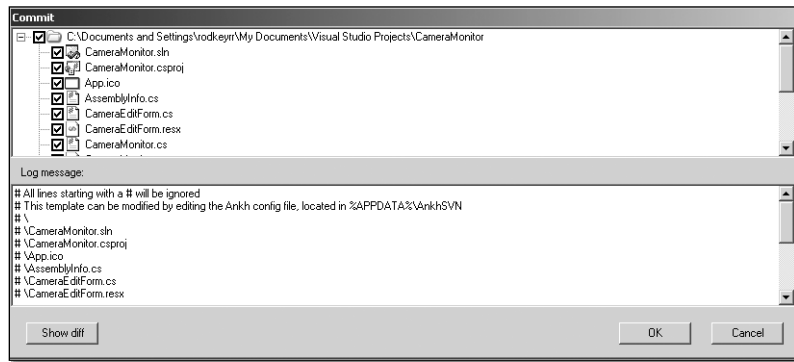 Commit
C:\Documents and Settings\rodkeyrr\My Documents\Visual Studio Projects\CameraMonitor
CameraMonitor.sln
CameraMonitor.csproj
App.ico
AssemblyInfo.cs
CameraEditForm.cs
CameraEditForm.resx
CameraMonitor.cs
Log message:
# All lines starting with a # will be ignored
# This template can be modified by editing the Ankh config file, located in %APPDATA%\AnkhSVN
# \
# \CameraMonitor.sln
# \CameraMonitor.csproj
# \App.ico
# \AssemblyInfo.cs
# \CameraEditForm.cs
# \CameraEditForm.resx
Show diff
OK
Cancel